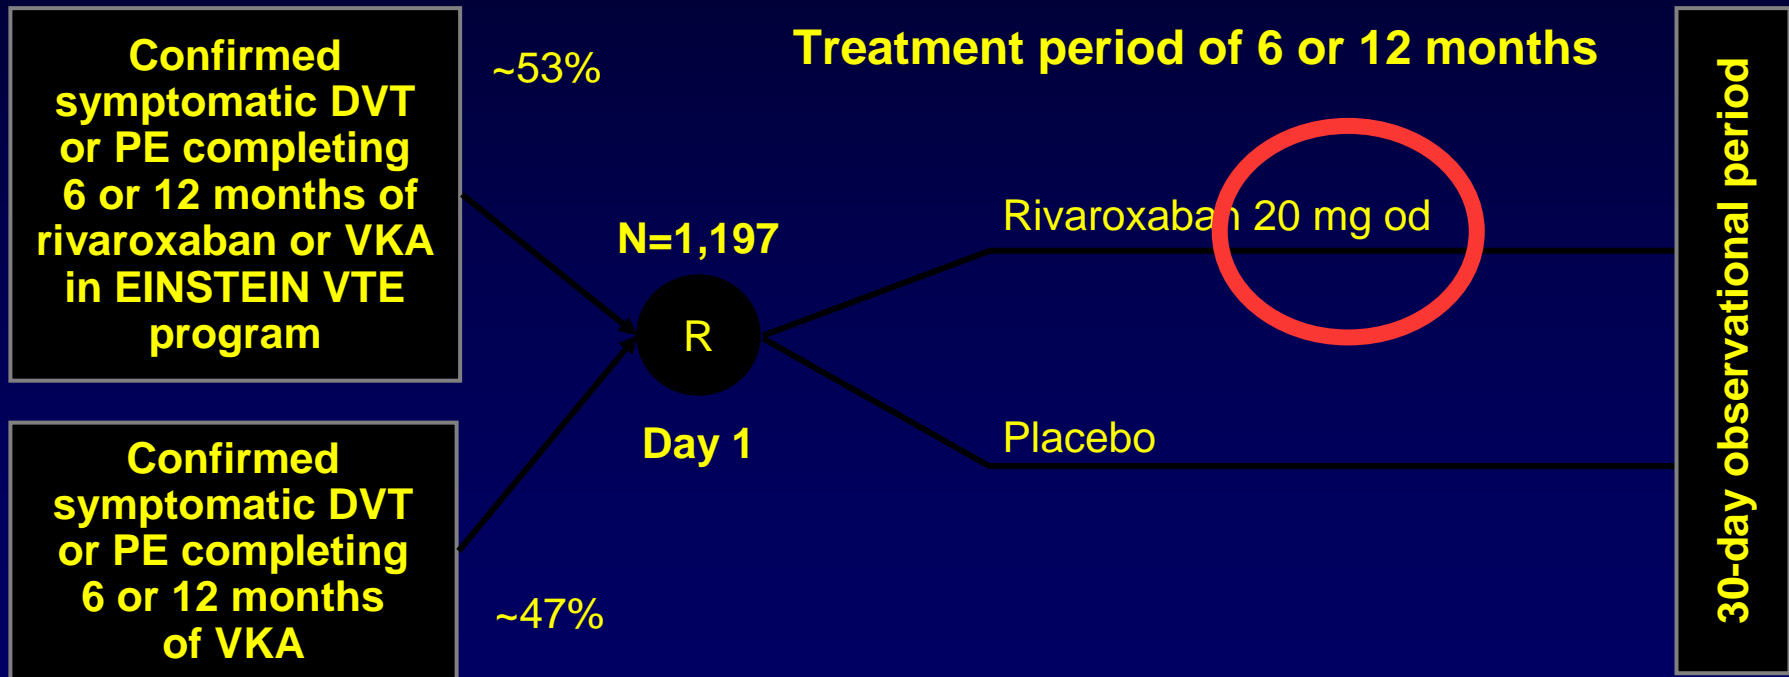 Confirmed
symptomatic DVT
or PE completing
6 or 12 months of
rivaroxaban or VKA
in EINSTEIN VTE
program
~53%
Confirmed
symptomatic DVT
or PE completing
6 or 12 months
of VKA
~47%
N=1,197
R
Day 1
Treatment period of 6 or 12 months
Rivaroxaban 20 mg od
Placebo
30-day observational period